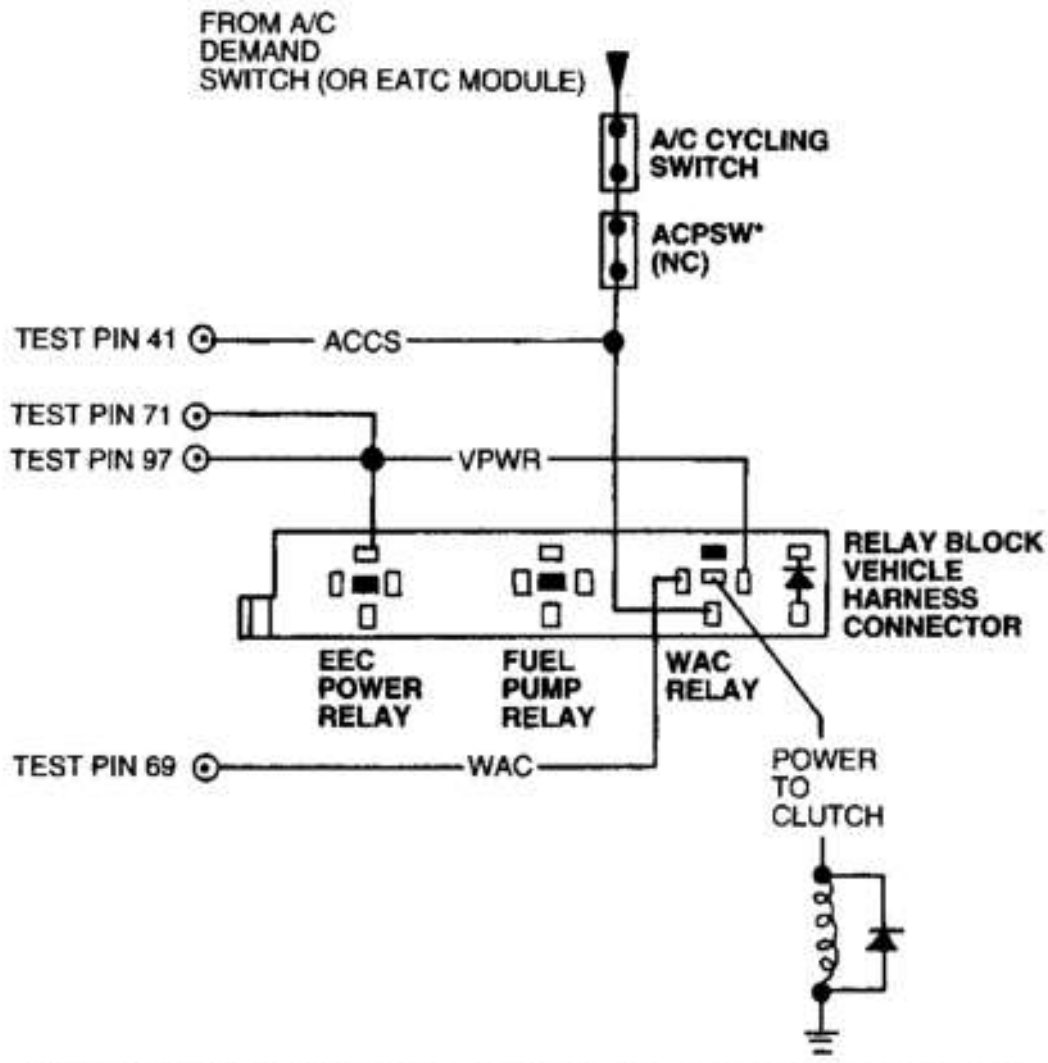 FROM A/C
DEMAND
SWITCH (OR EATC MODULE)
A/C CYCLING
SWITCH
ACPSW*
(NC)
TEST PIN 41
ACCS
TEST PIN 71
TEST PIN 97
VPWR
RELAY BLOCK
VEHICLE
HARNESS
CONNECTOR
EEC
POWER
RELAY
FUEL
PUMP
RELAY
WAC
RELAY
TEST PIN 69
WAC
POWER
TO
CLUTCH